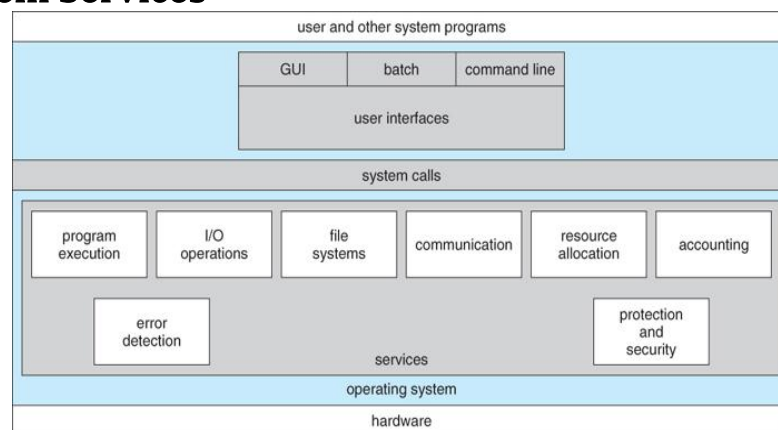 Services
user and other system programs
GUI
batch
command line
user interfaces
system calls
program
execution
I/O
operations
file
systems
communication
resource
allocation
accounting
error
detection
protection
and
security
services
operating system
hardware